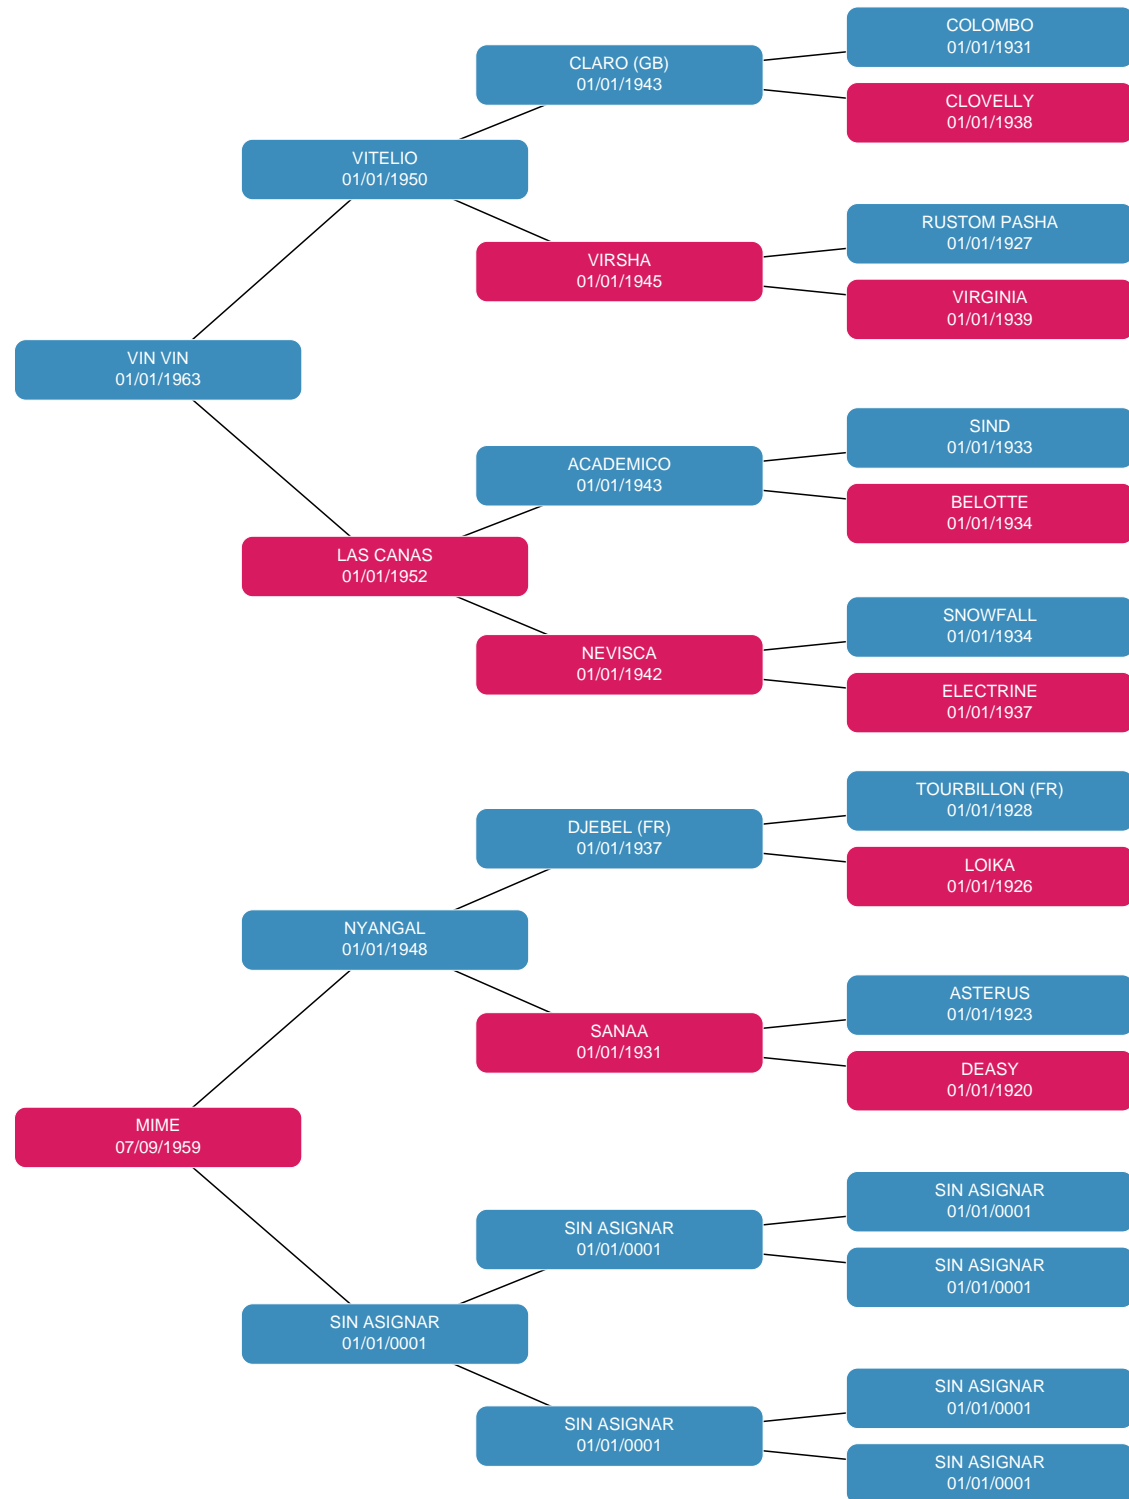 COLOMBO
01/01/1931
CLARO (GB)
01/01/1943
CLOVELLY
01/01/1938
VITELIO
01/01/1950
RUSTOM PASHA
01/01/1927
VIRSHA
01/01/1945
VIRGINIA
01/01/1939
VIN VIN
01/01/1963
SIND
01/01/1933
ACADEMICO
01/01/1943
BELOTTE
01/01/1934
LAS CANAS
01/01/1952
SNOWFALL
01/01/1934
NEVISCA
01/01/1942
ELECTRINE
01/01/1937
TOURBILLON (FR)
01/01/1928
DJEBEL (FR)
01/01/1937
LOIKA
01/01/1926
NYANGAL
01/01/1948
ASTERUS
01/01/1923
SANAA
01/01/1931
DEASY
01/01/1920
MIME
07/09/1959
SIN ASIGNAR
01/01/0001
SIN ASIGNAR
01/01/0001
SIN ASIGNAR
01/01/0001
SIN ASIGNAR
01/01/0001
SIN ASIGNAR
01/01/0001
SIN ASIGNAR
01/01/0001
SIN ASIGNAR
01/01/0001